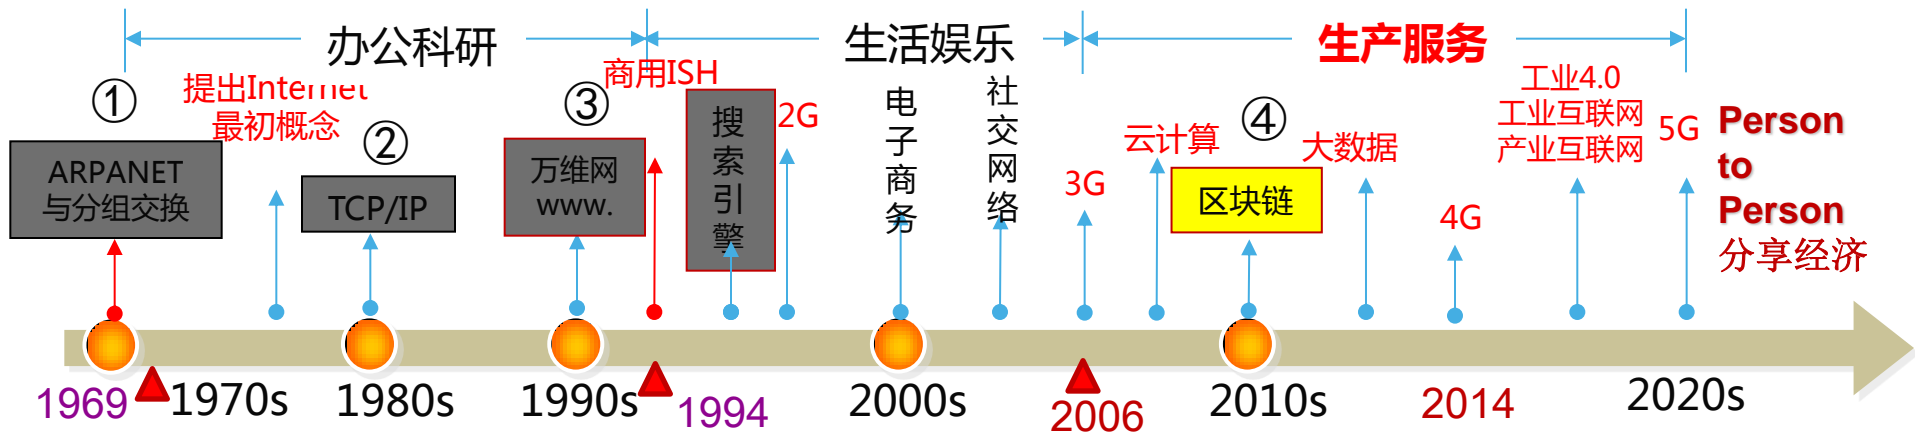 办公科研
生活娱乐
生产服务
①
提出Internet
最初概念
ARPANET
与分组交换
②
TCP/IP
③
万维网
www.
商用ISH
搜索引擎
2G
电子商务
社交网络
3G
云计算
④
区块链
大数据
4G
工业4.0
工业互联网
产业互联网
5G
Person
to
Person
分享经济
1969
1970s
1980s
1990s
1994
2000s
2006
2010s
2014
2020s